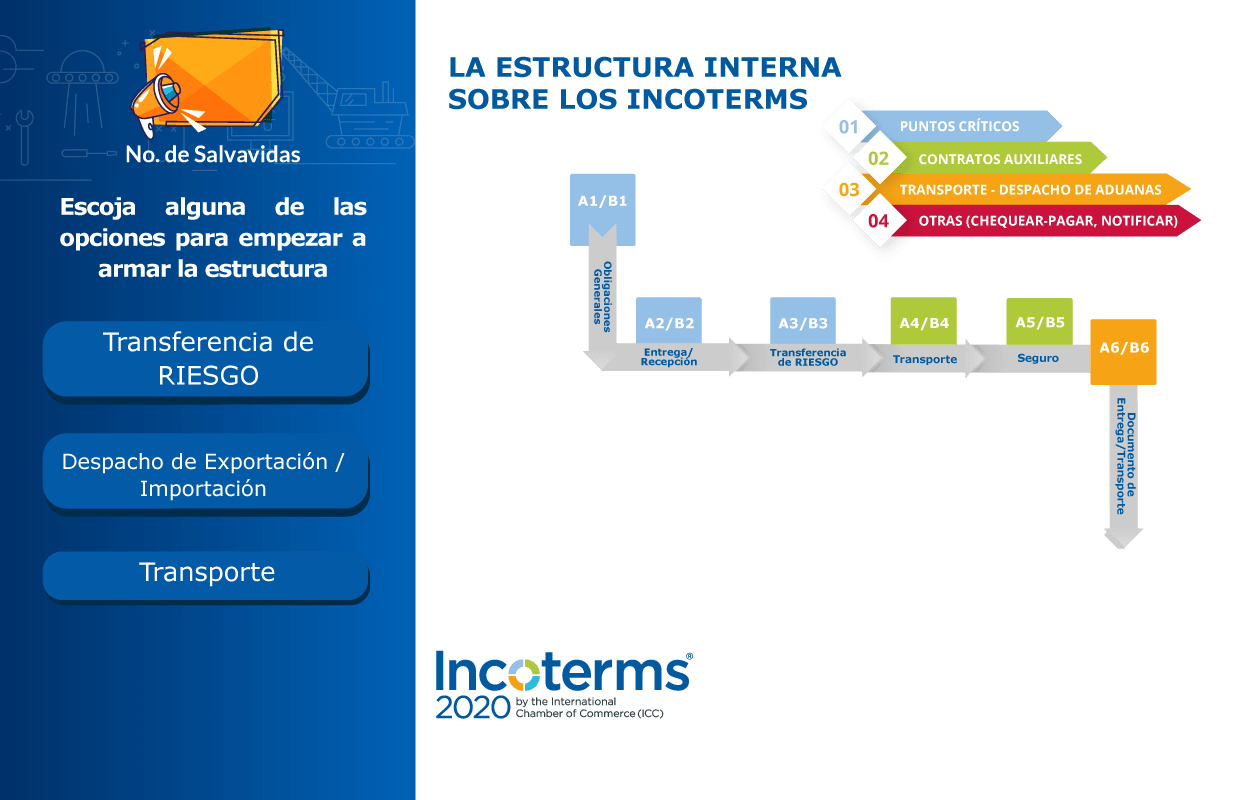 No. de Salvavidas
Escoja alguna de las
opciones para empezar a
armar la estructura
Transferencia de
RIESGO
Despacho de Exportación /
Importación
Transporte
LA ESTRUCTURA INTERNA
SOBRE LOS INCOTERMS
01 PUNTOS CRÍTICOS
02 CONTRATOS AUXILIARES
03 TRANSPORTE - DESPACHO DE ADUANAS
04 OTRAS (CHEQUEAR-PAGAR, NOTIFICAR)
A1/B1
Obligaciones
Generales
A2/B2
Entrega/
Recepción
A3/B3
Transferencia
de RIESGO
A4/B4
Transporte
A5/B5
Seguro
A6/B6
Documento de
Entrega/Transporte
Incoterms®
2020 by the International
Chamber of Commerce (ICC)